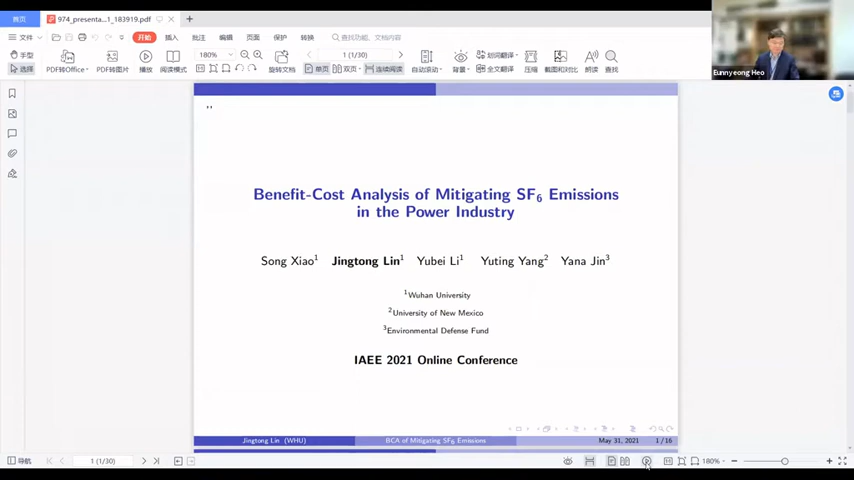 首页
974_presenta...1_183919.pdf
文件
开始
插入
批注
编辑
页面
保护
转换
查找功能、文档内容
手型
选择
PDF转Office
PDF转图片
播放
阅读模式
180%
旋转文档
1 (1/30)
单页
双页
连续阅读
自动滚动
背景
划词翻译
全文翻译
压缩
截图和对比
朗读
查找
Eunnyeong Heo
Benefit-Cost Analysis of Mitigating SF6 Emissions
in the Power Industry
Song Xiao1 Jingtong Lin1 Yubei Li1 Yuting Yang2 Yana Jin3
1Wuhan University
2University of New Mexico
3Environmental Defense Fund
IAEE 2021 Online Conference
Jingtong Lin (WHU) BCA of Mitigating SF6 Emissions May 31, 2021 1 / 16
导航
1 (1/30)
180%